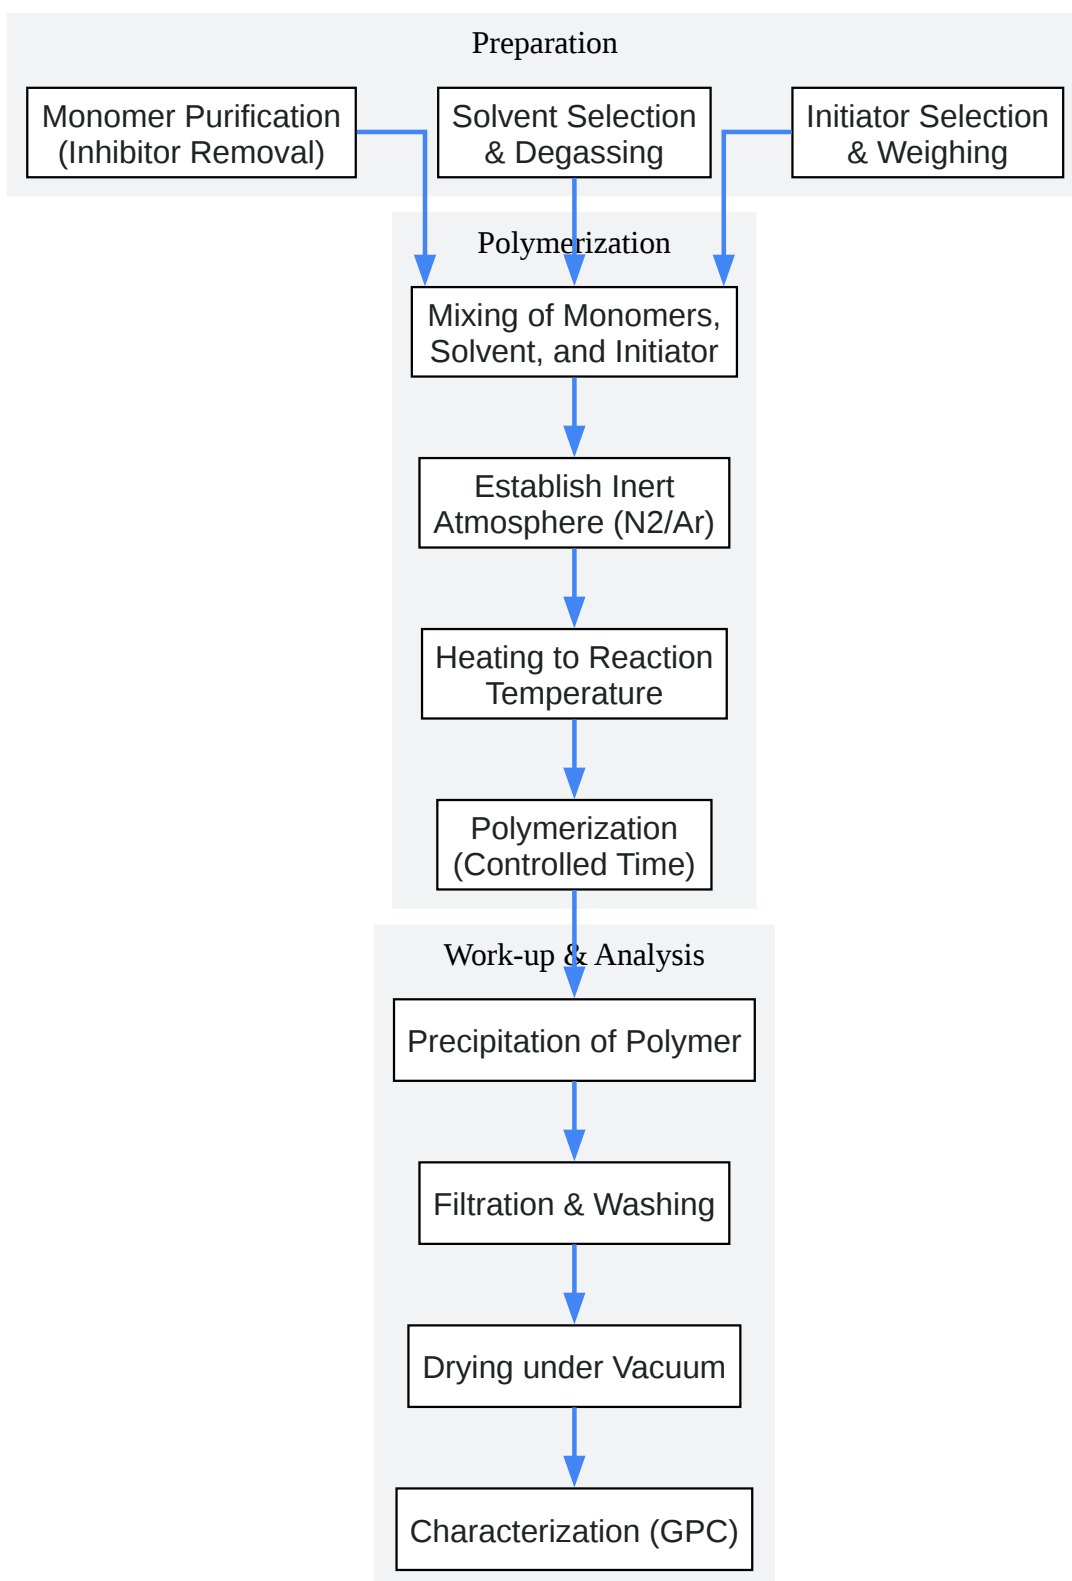 Preparation
Monomer Purification
(Inhibitor Removal)
Solvent Selection
& Degassing
Initiator Selection
& Weighing
Polymerization
Mixing of Monomers,
Solvent, and Initiator
Establish Inert
Atmosphere (N2/Ar)
Heating to Reaction
Temperature
Polymerization
(Controlled Time)
Work-up & Analysis
Precipitation of Polymer
Filtration & Washing
Drying under Vacuum
Characterization (GPC)